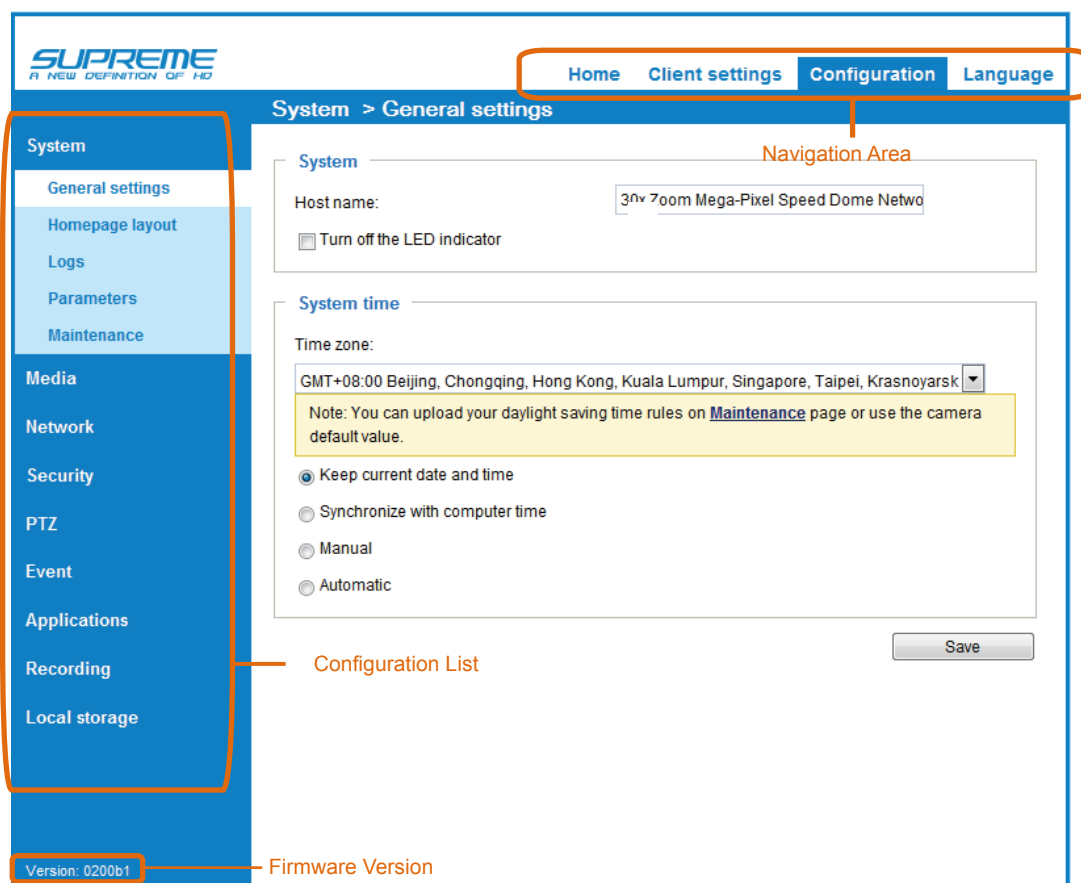 SUPREME
A NEW DEFINITION OF HD
Home Client settings Configuration Language
System > General settings
Navigation Area
System
General settings
Homepage layout
Logs
Parameters
Maintenance
Media
Network
Security
PTZ
Event
Applications
Recording
Local storage
System
Host name: 30x Zoom Mega-Pixel Speed Dome Netwo
Turn off the LED indicator
System time
Time zone:
GMT+08:00 Beijing, Chongqing, Hong Kong, Kuala Lumpur, Singapore, Taipei, Krasnoyarsk
Note: You can upload your daylight saving time rules on Maintenance page or use the camera
default value.
Keep current date and time
Synchronize with computer time
Manual
Automatic
Save
Configuration List
Version: 0200b1
Firmware Version